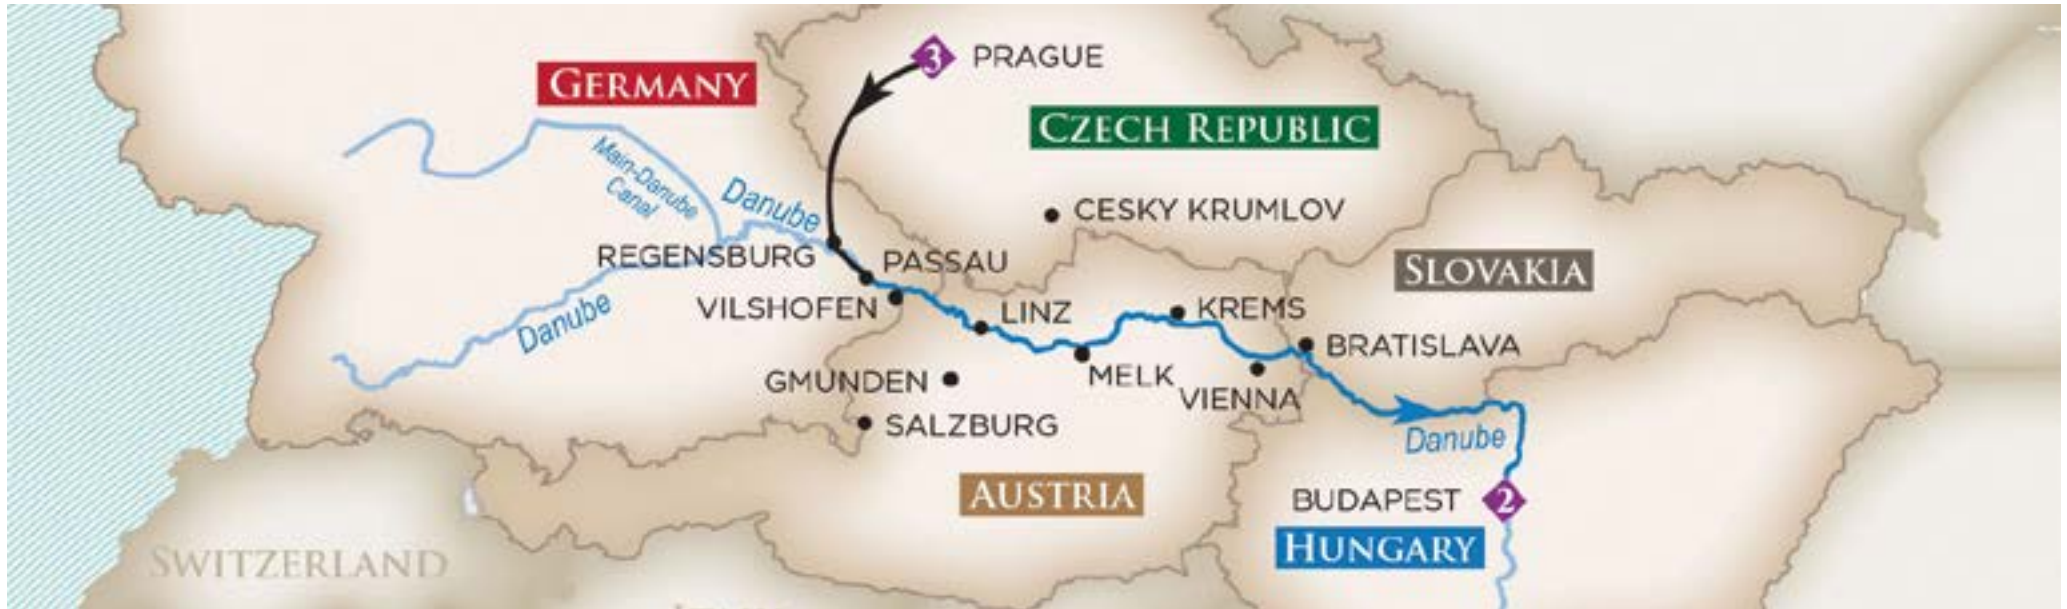 3 PRAGUE
GERMANY
CZECH REPUBLIC
Main-Danube
Canal
Danube
CESKY KRUMLOV
REGENSBURG
PASSAU
SLOVAKIA
VILSHOFEN
LINZ
KREMS
Danube
BRATISLAVA
GMUNDEN
MELK
VIENNA
SALZBURG
Danube
AUSTRIA
BUDAPEST 2
HUNGARY
SWITZERLAND